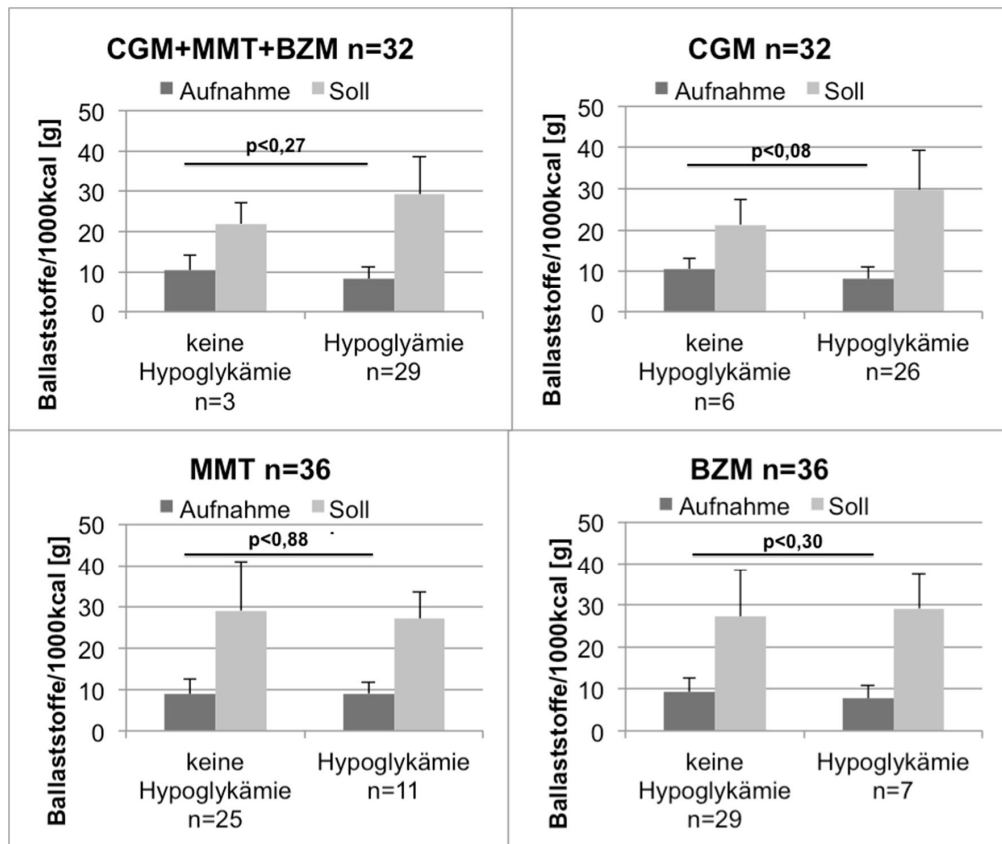 CGM+MMT+BZM n=32
Aufnahme Soll
Ballaststoffe/1000kcal [g]
50
40
30
20
10
0
p<0,27
keine Hypoglyämie
Hypoglykämie n=29
n=3
CGM n=32
Aufnahme Soll
Ballaststoffe/1000kcal [g]
50
40
30
20
10
0
p<0,08
keine Hypoglykämie
Hypoglykämie n=26
n=6
MMT n=36
Aufnahme Soll
Ballaststoffe/1000kcal [g]
50
40
30
20
10
0
p<0,88
keine Hypoglykämie
Hypoglykämie n=11
n=25
BZM n=36
Aufnahme Soll
Ballaststoffe/1000kcal [g]
50
40
30
20
10
0
p<0,30
keine Hypoglykämie
Hypoglykämie n=7
n=29